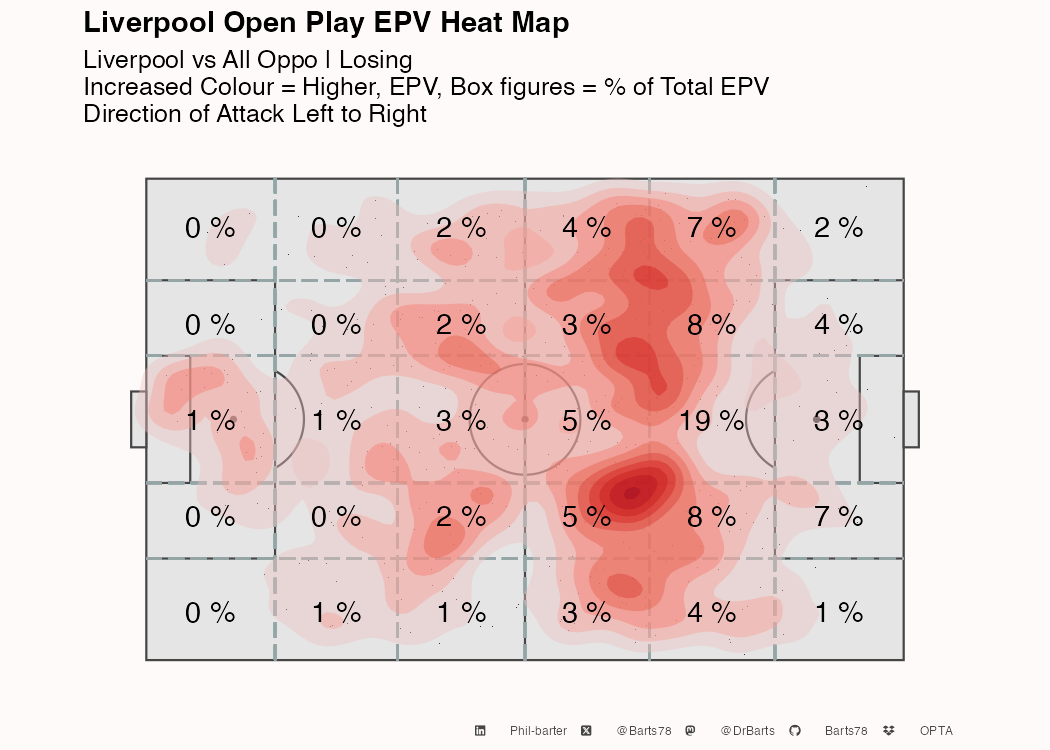 Liverpool Open Play EPV Heat Map
Liverpool vs All Oppo | Losing
Increased Colour = Higher, EPV, Box figures = % of Total EPV
Direction of Attack Left to Right
0 % 0 % 2 % 4 % 7 % 2 %
0 % 0 % 2 % 3 % 8 % 4 %
1 % 1 % 3 % 5 % 19 % 3 %
0 % 0 % 2 % 5 % 8 % 7 %
0 % 1 % 1 % 3 % 4 % 1 %
Phil-barter @Barts78 @DrBarts Barts78 OPTA